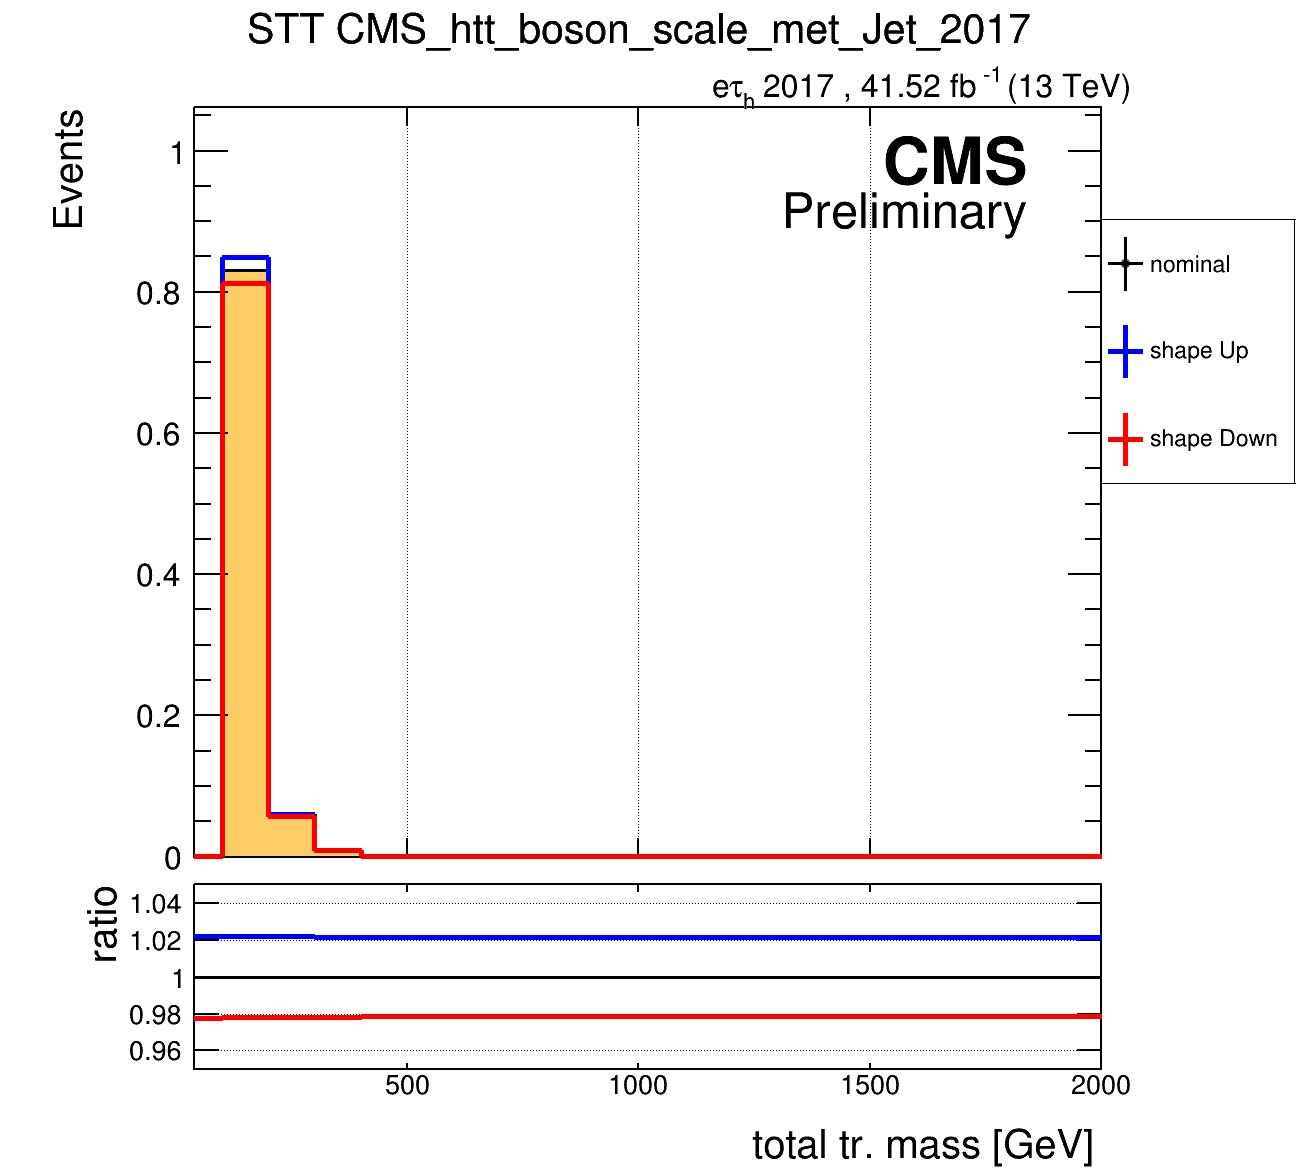 STT CMS_htt_boson_scale_met_Jet_2017
eτh 2017 , 41.52 fb-1 (13 TeV)
Events
CMS
Preliminary
1
0.8
0.6
0.4
0.2
0
nominal
shape Up
shape Down
ratio
1.04
1.02
1
0.98
0.96
500 1000 1500 2000
total tr. mass [GeV]